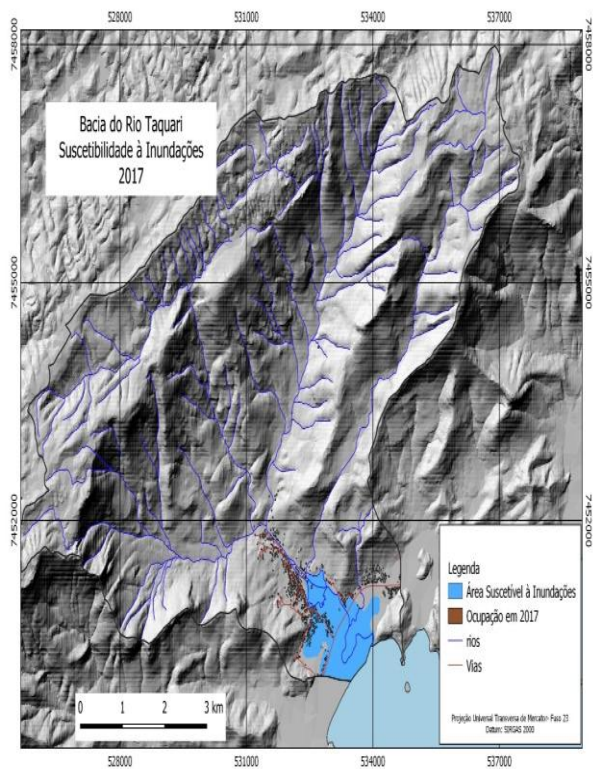 528000
531000
534000
537000
7458000
7458000
Bacia do Rio Taquari
Suscetibilidade à Inundações
2017
7455000
7455000
7452000
7452000
Legenda
Área Suscetível à Inundações
Ocupação em 2017
rios
Vias
0 1 2 3 km
Projeção Universal Transversa de Mercator- Fuso 23
Datum: SIRGAS 2000
528000
531000
534000
537000